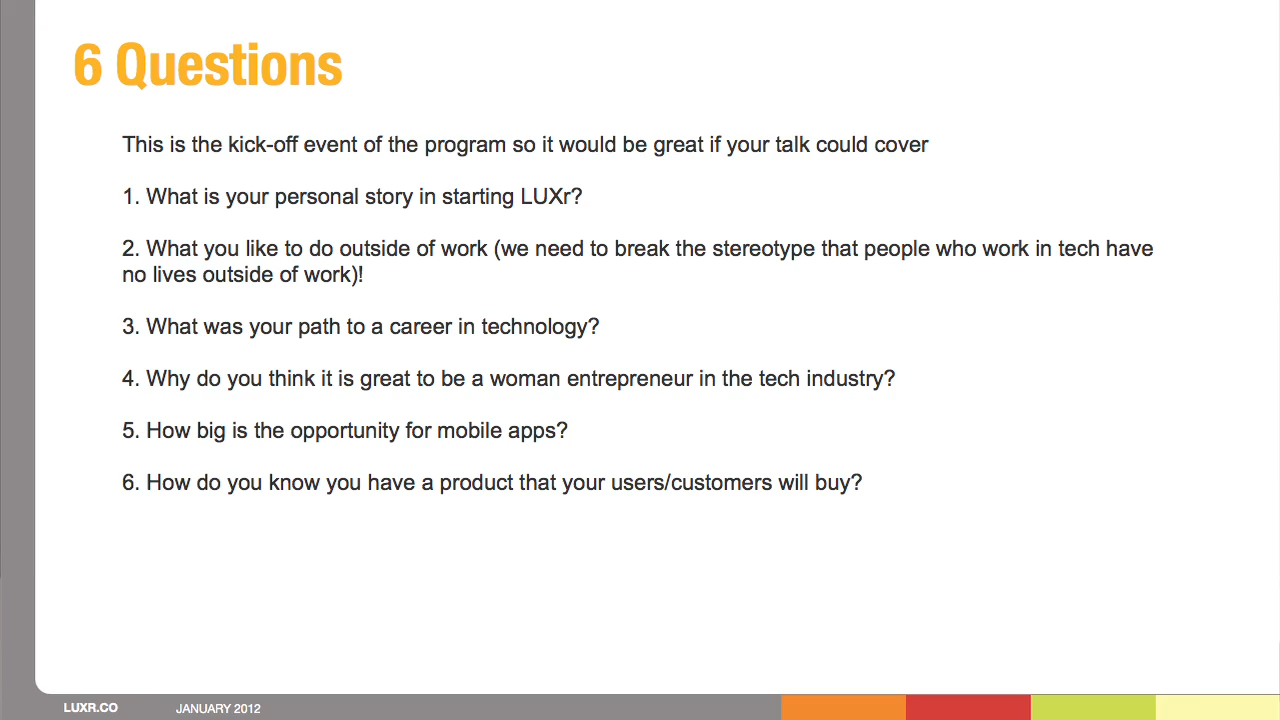 6 Questions
This is the kick-off event of the program so it would be great if your talk could cover
1. What is your personal story in starting LUXr?
2. What you like to do outside of work (we need to break the stereotype that people who work in tech have
no lives outside of work)!
3. What was your path to a career in technology?
4. Why do you think it is great to be a woman entrepreneur in the tech industry?
5. How big is the opportunity for mobile apps?
6. How do you know you have a product that your users/customers will buy?
LUXR.CO JANUARY 2012